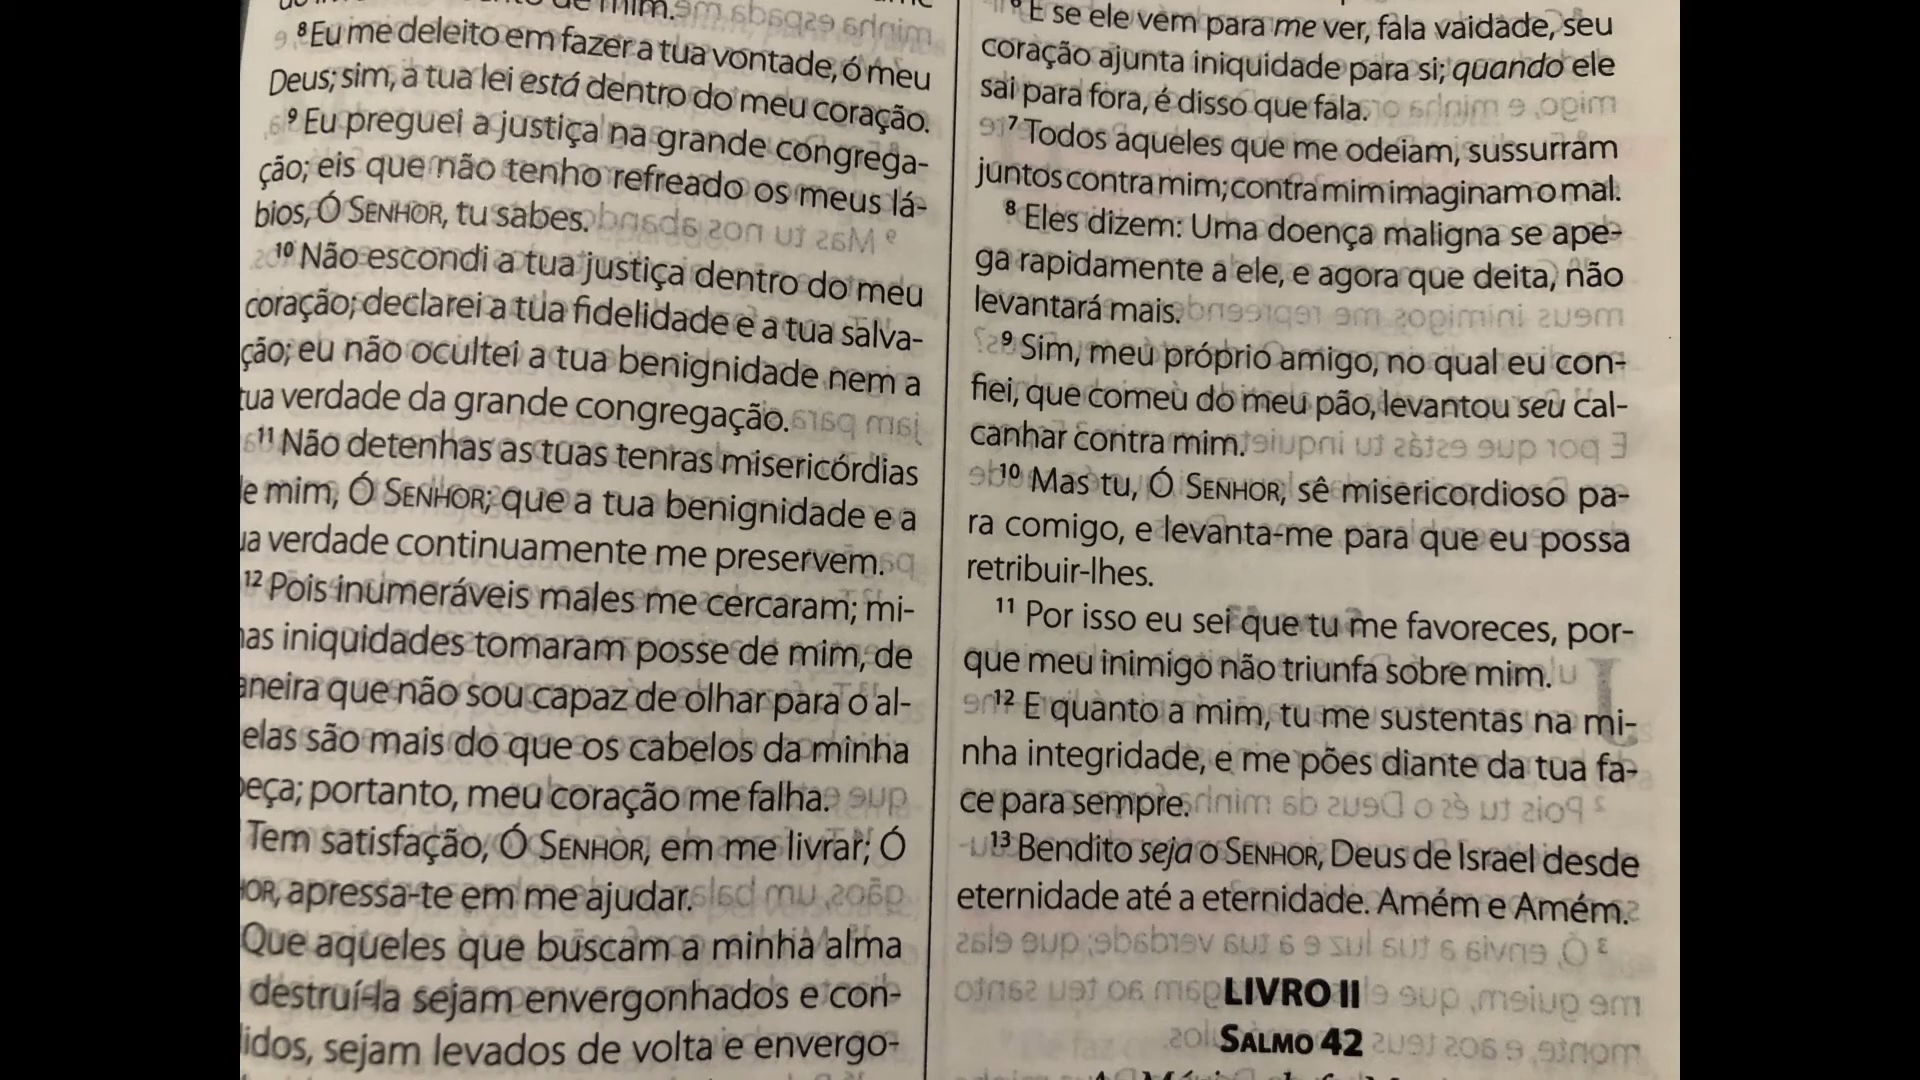 de mim.
⁸ Eu me deleito em fazer a tua vontade, ó meu
Deus; sim, a tua lei está dentro do meu coração.
⁹ Eu preguei a justiça na grande congrega-
ção; eis que não tenho refreado os meus lá-
bios, Ó SENHOR, tu sabes.
¹⁰ Não escondi a tua justiça dentro do meu
coração; declarei a tua fidelidade e a tua salva-
ção; eu não ocultei a tua benignidade nem a
tua verdade da grande congregação.
¹¹ Não detenhas as tuas tenras misericórdias
e mim, Ó SENHOR; que a tua benignidade e a
ua verdade continuamente me preservem.
¹² Pois inumeráveis males me cercaram; mi-
as iniquidades tomaram posse de mim, de
aneira que não sou capaz de olhar para o al-
elas são mais do que os cabelos da minha
eça; portanto, meu coração me falha.
Tem satisfação, Ó SENHOR, em me livrar; Ó
HOR, apressa-te em me ajudar.
Que aqueles que buscam a minha alma
destruí-la sejam envergonhados e con-
idos, sejam levados de volta e envergo-
⁶ E se ele vem para me ver, fala vaidade, seu
coração ajunta iniquidade para si; quando ele
sai para fora, é disso que fala.
⁷ Todos aqueles que me odeiam, sussurram
juntos contra mim; contra mim imaginam o mal.
⁸ Eles dizem: Uma doença maligna se ape-
ga rapidamente a ele, e agora que deita, não
levantará mais.
⁹ Sim, meu próprio amigo, no qual eu con-
fiei, que comeu do meu pão, levantou seu cal-
canhar contra mim.
¹⁰ Mas tu, Ó SENHOR, sê misericordioso pa-
ra comigo, e levanta-me para que eu possa
retribuir-lhes.
¹¹ Por isso eu sei que tu me favoreces, por-
que meu inimigo não triunfa sobre mim.
¹² E quanto a mim, tu me sustentas na mi-
nha integridade, e me pões diante da tua fa-
ce para sempre.
¹³ Bendito seja o SENHOR, Deus de Israel desde
eternidade até a eternidade. Amém e Amém.
LIVRO II
SALMO 42